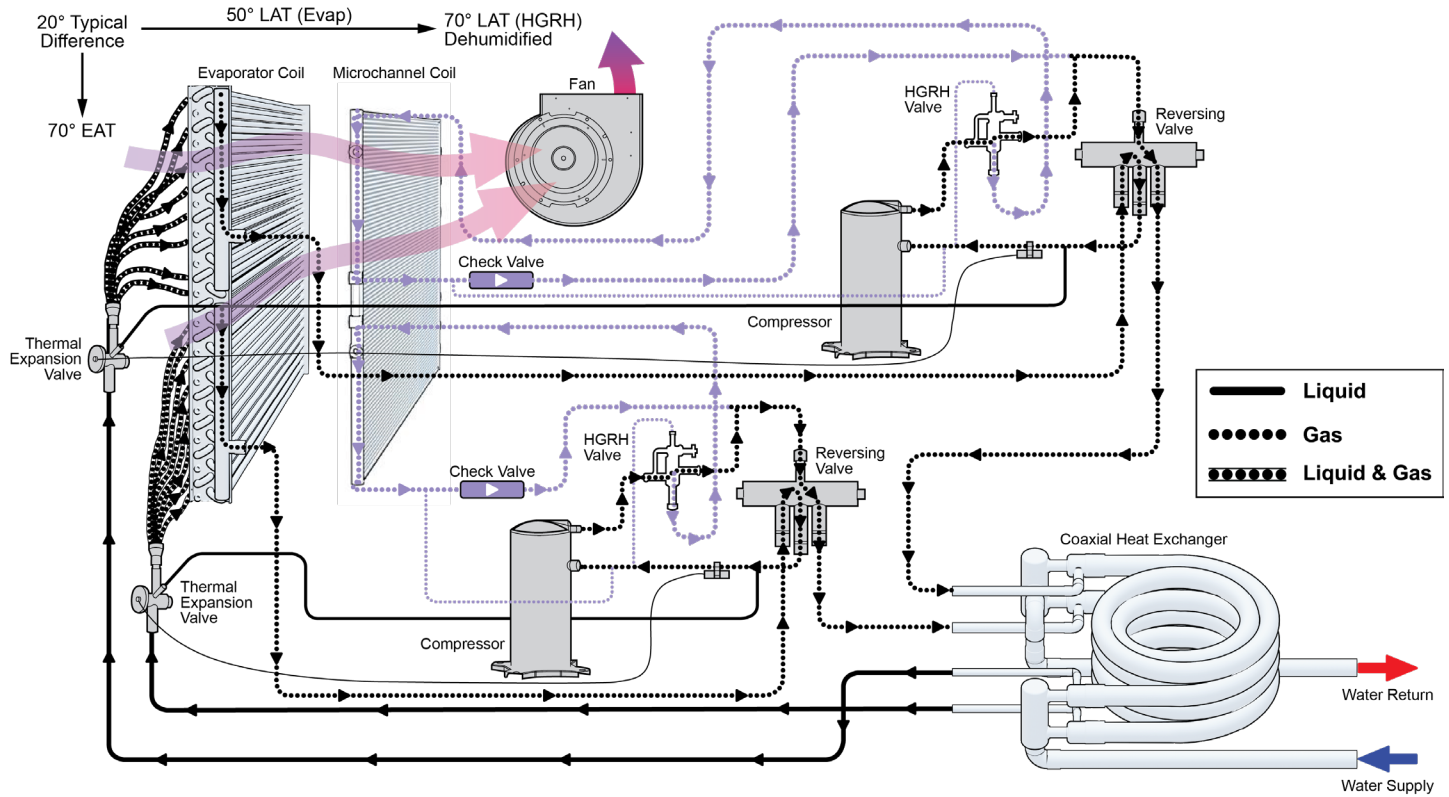 20° Typical
Difference
50° LAT (Evap)
70° LAT (HGRH)
Dehumidified
70° EAT
Evaporator Coil
Microchannel Coil
Fan
HGRH
Valve
Reversing
Valve
Check Valve
Compressor
Thermal
Expansion
Valve
Liquid
Gas
Liquid & Gas
HGRH
Valve
Reversing
Valve
Check Valve
Coaxial Heat Exchanger
Thermal
Expansion
Valve
Compressor
Water Return
Water Supply